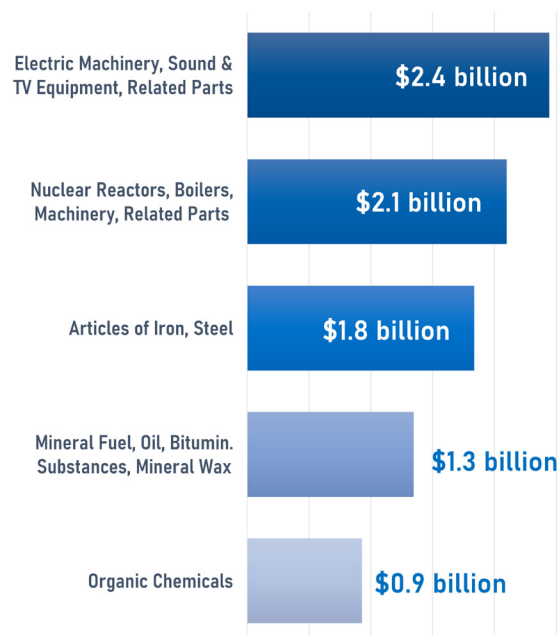 Electric Machinery, Sound &
TV Equipment, Related Parts
$2.4 billion
Nuclear Reactors, Boilers,
Machinery, Related Parts
$2.1 billion
Articles of Iron, Steel
$1.8 billion
Mineral Fuel, Oil, Bitumin.
Substances, Mineral Wax
$1.3 billion
Organic Chemicals
$0.9 billion